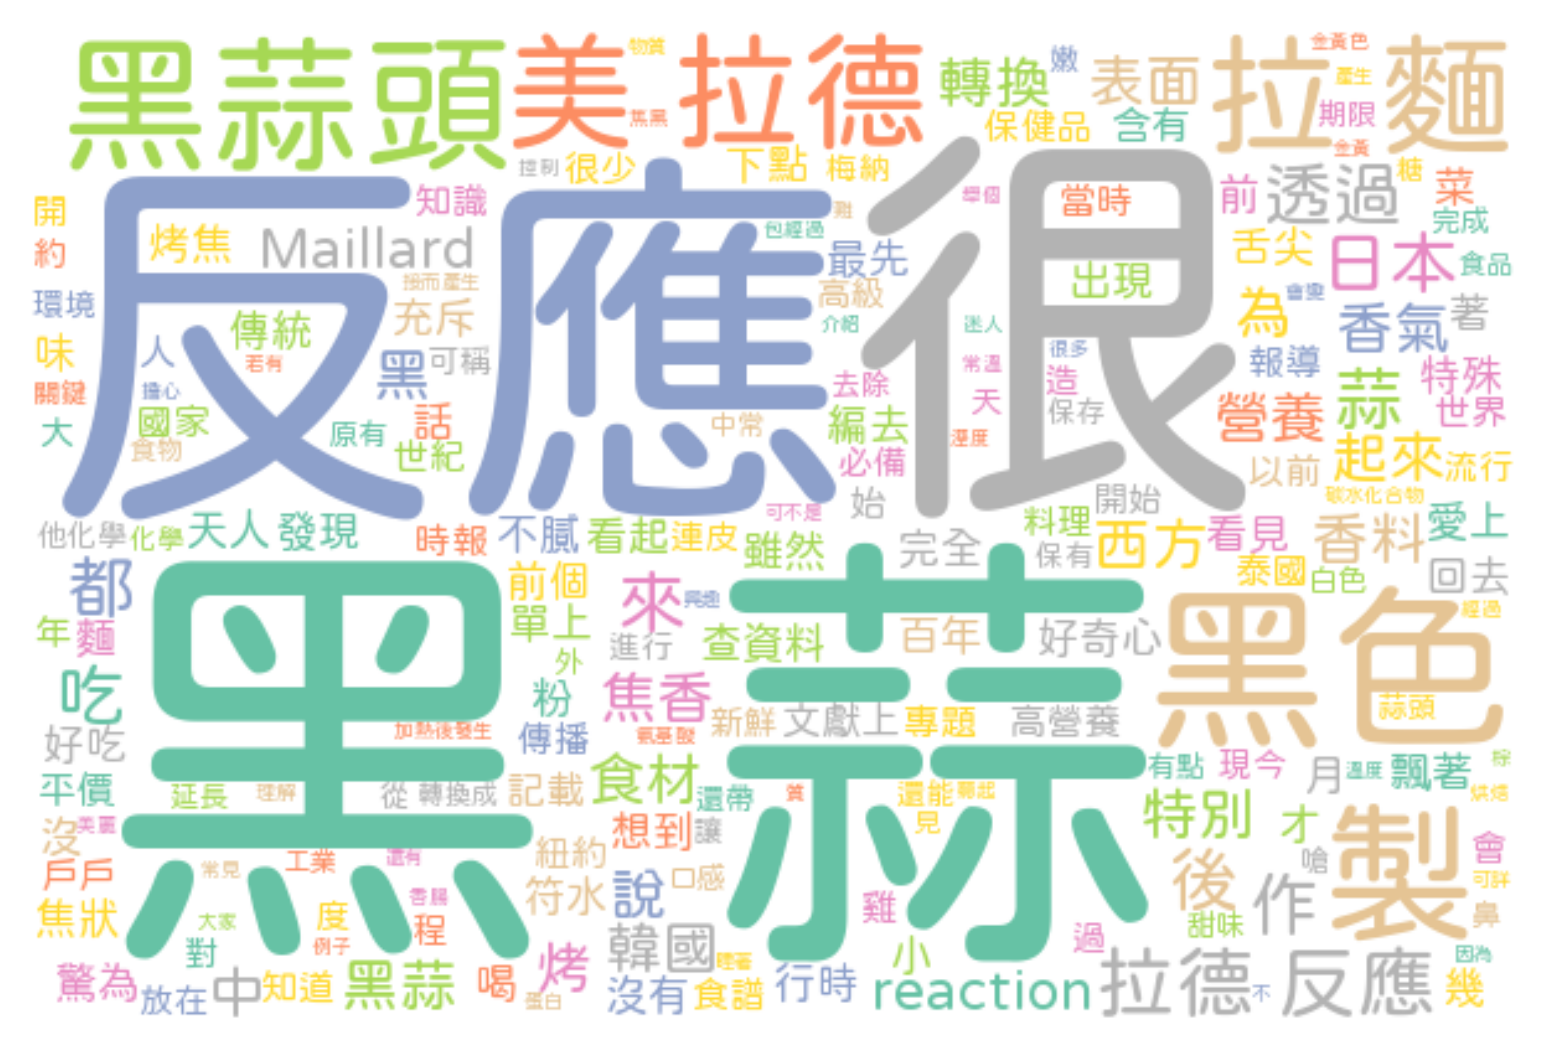 黑蒜頭
美拉德
物質
焦黑
轉換
嫩
表面
保健品
含有
拉麵
金黃色
產生
期限
金黃
控制
很少
下點
梅納
反應
很
知識
烤焦
Maillard
傳統
若有
充斥
黑
可稱
人
擔心
國家
食物
原有
話
世紀
開
約
環境
味
關鍵
大
難
包經過
最先
高級
介紹
去除
中常
編去
必備
始
舉個
當時
出現
迷人
很多
常溫
造
天
保存
溫度
開始
前
透過
糖
菜
完成
舌尖
日本
食品
為
會變
香氣
著
報導
蒜
特殊
世界
營養
起來
以前
流行
碳水化合物
他化學
化學
天人
發現
時報
不膩
看起
連皮
可不是
雖然
完全
料理
保有
西方
看見
香料
愛上
泰國
白色
回去
都
年
麵
吃
好吃
平價
黑蒜
前個
單上
外
粉
傳播
來
興趣
進行
查資料
焦香
新鮮
氨基酸
百年
好奇心
文獻上
專題
高營養
黑色
經過
蒜頭
加熱後發生
延長
理解
從
轉換成
記載
食材
還帶
質
還能
尋起
見
有點
現今
月
溫度
飄著
烘焙
沒
美麗
戶戶
焦狀
常見
工業
還有
香腸
大家
度
例子
程
對
紐約
符水
想到
讓
說
口感
特別
才
製
會
後
作
嗆
可詳
鼻
甜味
因為
雞
過
小
驚為
放在
中
知道
黑蒜
喝
烤
蛋白
韓國
沒有
食譜
行時
reaction
拉德
不
反應
幾